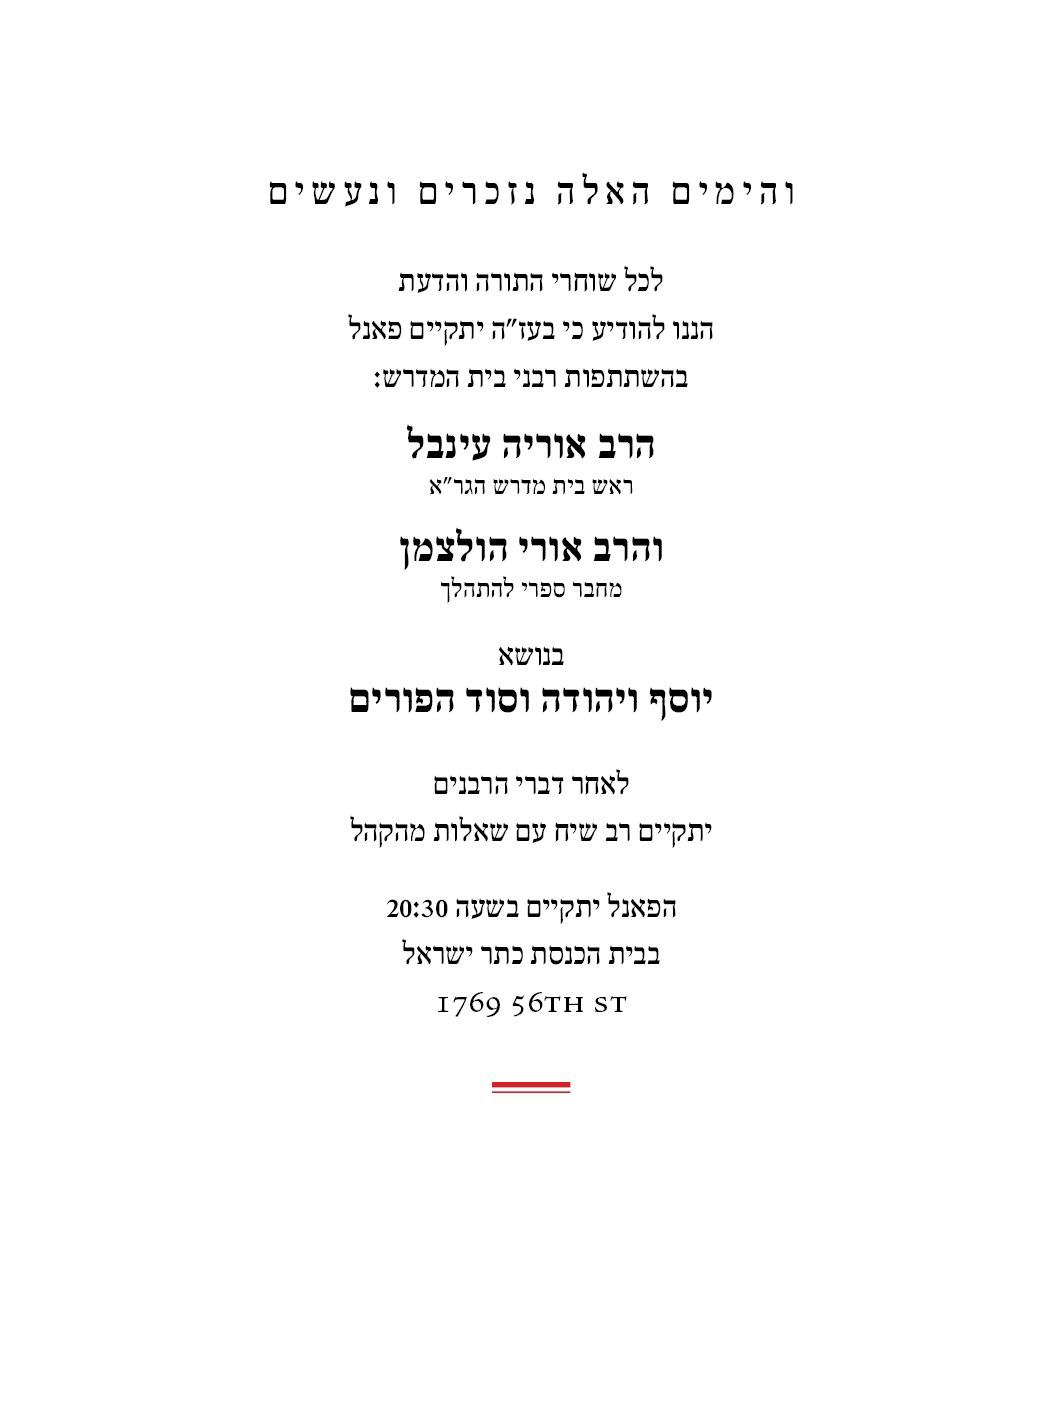 והימים האלה נזכרים ונעשים
לכל שוחרי התורה והדעת
הננו להודיע כי בעז"ה יתקיים פאנל
בהשתתפות רבני בית המדרש:
הרב אוריה עינבל
ראש בית מדרש הגר"א
והרב אורי הולצמן
מחבר ספרי להתהלך
בנושא
יוסף ויהודה וסוד הפורים
לאחר דברי הרבנים
יתקיים רב שיח עם שאלות מהקהל
הפאנל יתקיים בשעה 20:30
בבית הכנסת כתר ישראל
1769 56TH ST